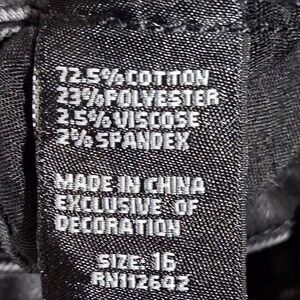 72.5% COTTON
23% POLYESTER
2.5% VISCOSE
2% SPANDEX
MADE IN CHINA
EXCLUSIVE OF
DECORATION
SIZE: 16
RN112642